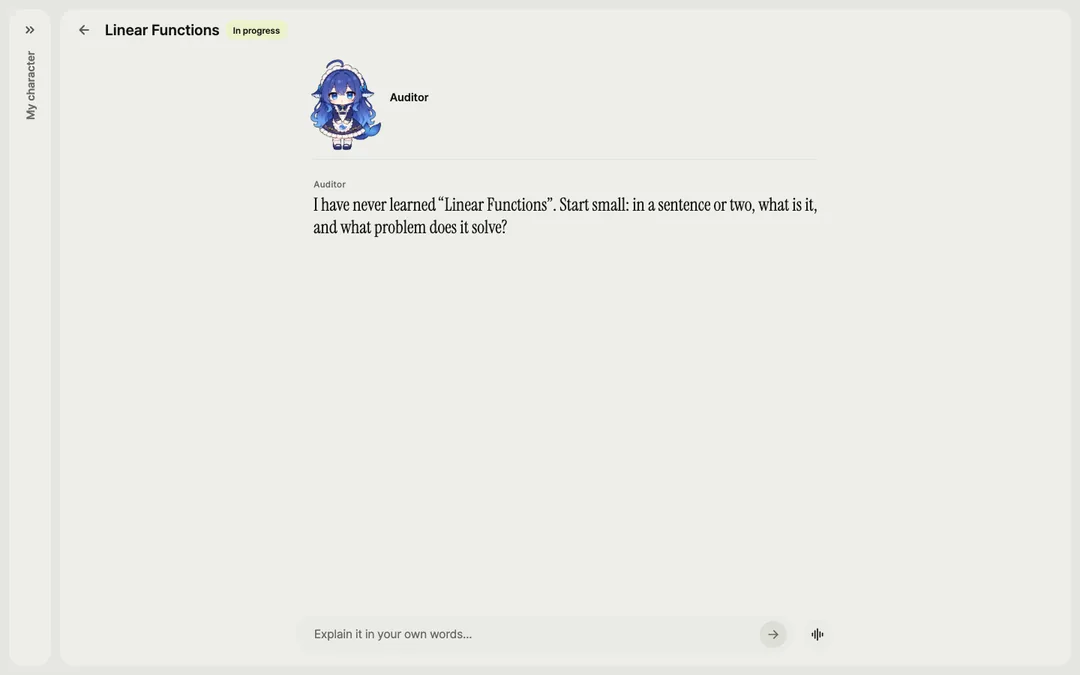 Linear Functions
In progress
My character
Auditor
Auditor
I have never learned “Linear Functions”. Start small: in a sentence or two, what is it,
and what problem does it solve?
Explain it in your own words...